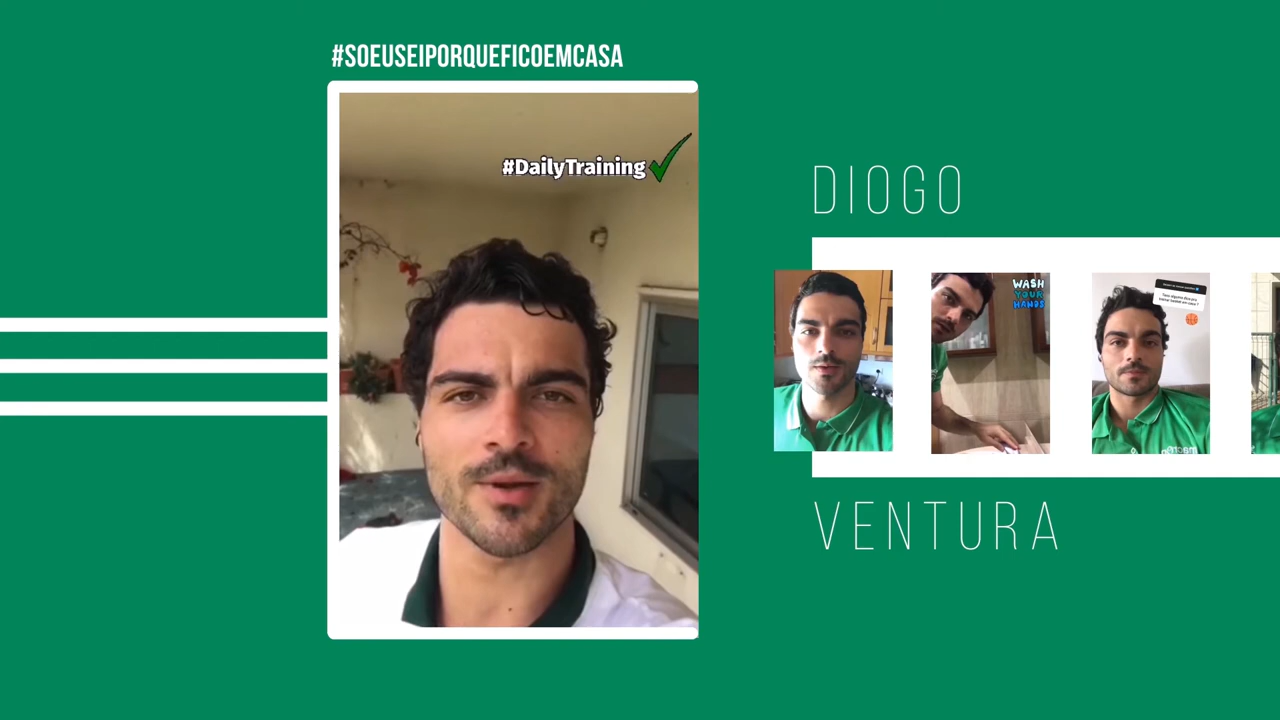 #SOEUSEIPORQUEFICOEMCASA
#DailyTraining
DIOGO
WASH
YOUR
HANDS
VENTURA